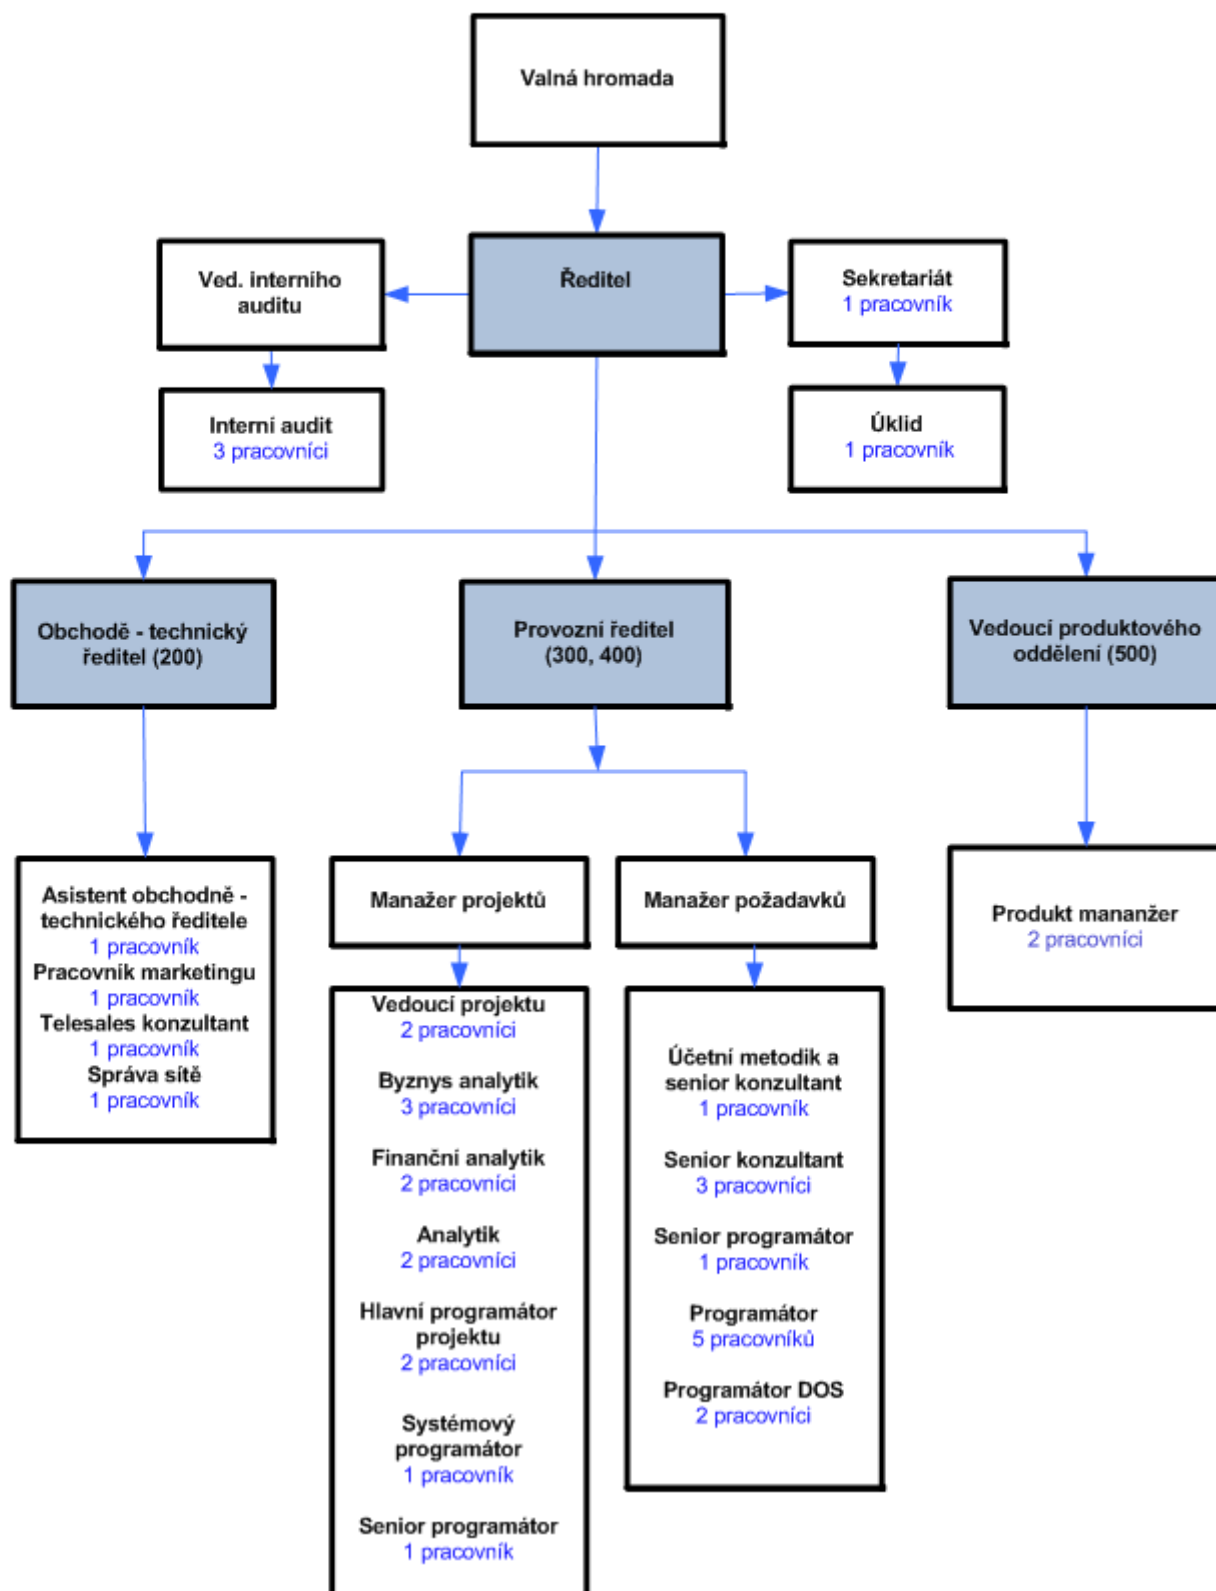 Valná hromada
Ved. interního
auditu
Ředitel
Sekretariát
1 pracovník
Interní audit
3 pracovníci
Úklid
1 pracovník
Obchodě - technický
ředitel (200)
Provozní ředitel
(300, 400)
Vedoucí produktového
oddělení (500)
Asistent obchodně -
technického ředitele
1 pracovník
Pracovník marketingu
1 pracovník
Telesales konzultant
1 pracovník
Správa sítě
1 pracovník
Manažer projektů
Manažer požadavků
Produkt mananžer
2 pracovníci
Vedoucí projektu
2 pracovníci
Byznys analytik
3 pracovníci
Finanční analytik
2 pracovníci
Analytik
2 pracovníci
Hlavní programátor
projektu
2 pracovníci
Systémový
programátor
1 pracovník
Senior programátor
1 pracovník
Účetní metodik a
senior konzultant
1 pracovník
Senior konzultant
3 pracovníci
Senior programátor
1 pracovník
Programátor
5 pracovníků
Programátor DOS
2 pracovníci